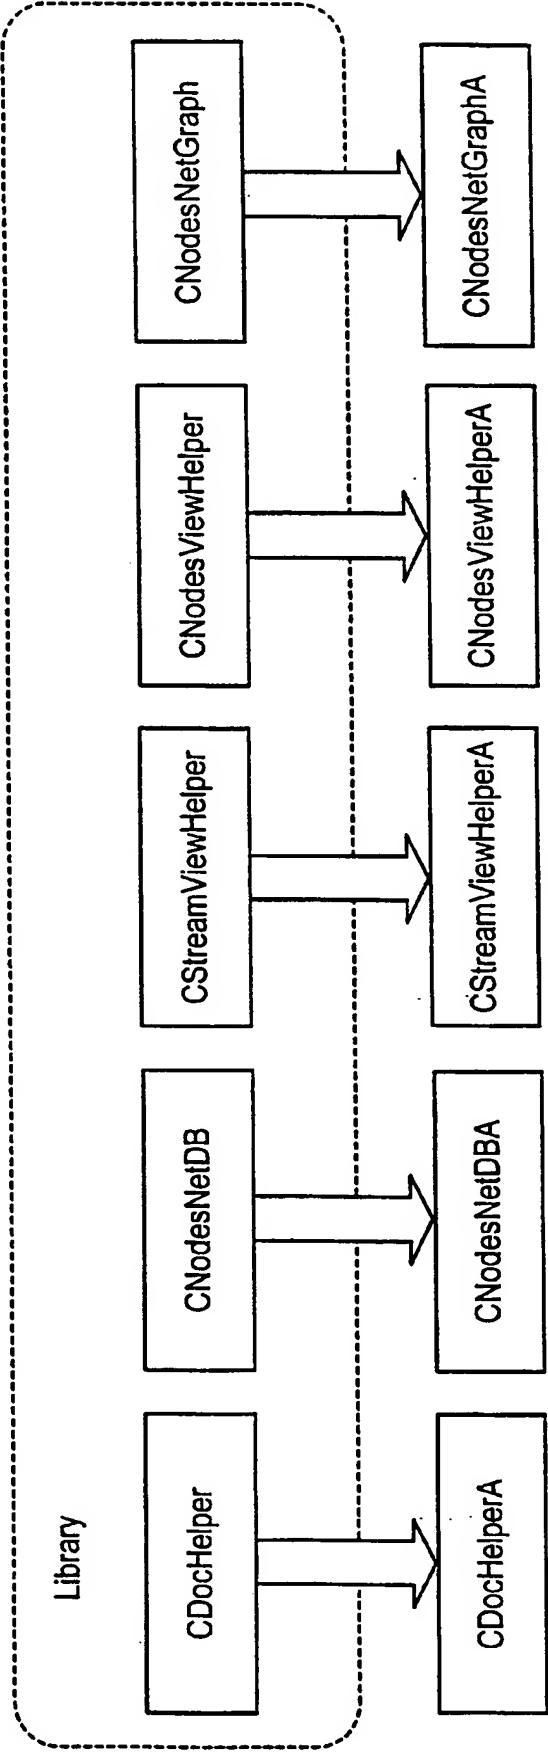 Library
CDocHelper
CNodesNetDB
CStreamViewHelper
CNodesViewHelper
CNodesNetGraph
CDocHelperA
CNodesNetDBA
CStreamViewHelperA
CNodesViewHelperA
CNodesNetGraphA